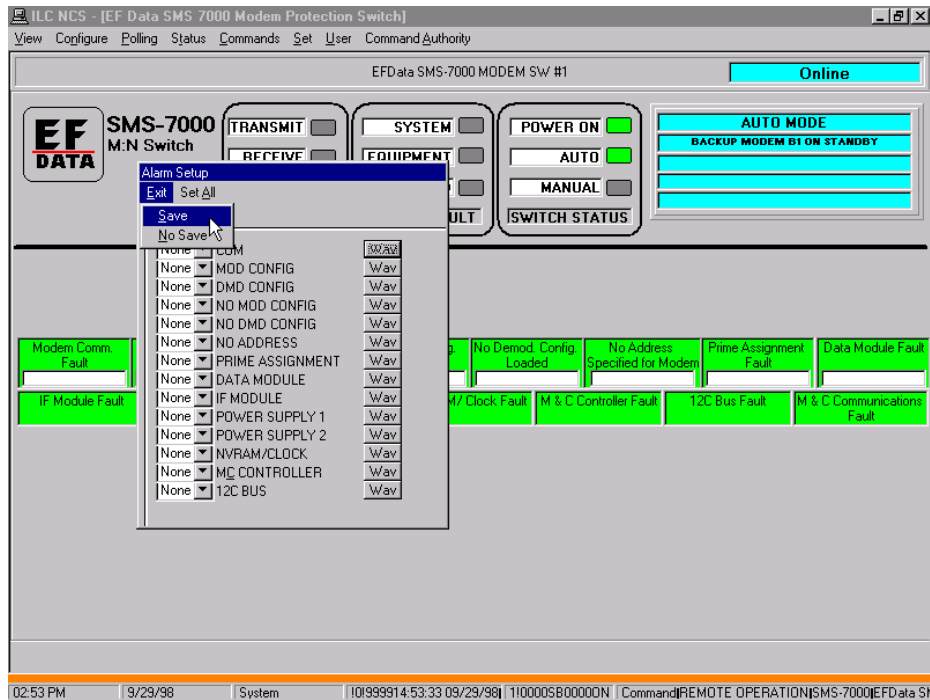 ILC NCS - [EF Data SMS 7000 Modem Protection Switch]
View Configure Polling Status Commands Set User Command Authority
EFData SMS-7000 MODEM SW #1
Online
EF DATA
SMS-7000
M:N Switch
TRANSMIT
RECEIVE
SYSTEM
EQUIPMENT
POWER ON
AUTO
MANUAL
SWITCH STATUS
AUTO MODE
BACKUP MODEM B1 ON STANDBY
Alarm Setup
Exit Set All
Save
No Save
None COM Wav
None MOD CONFIG Wav
None DMD CONFIG Wav
None NO MOD CONFIG Wav
None NO DMD CONFIG Wav
None NO ADDRESS Wav
None PRIME ASSIGNMENT Wav
None DATA MODULE Wav
None IF MODULE Wav
None POWER SUPPLY 1 Wav
None POWER SUPPLY 2 Wav
None NVRAM/CLOCK Wav
None MC CONTROLLER Wav
None 12C BUS Wav
Modem Comm. Fault
No Demod. Config. Loaded
No Address Specified for Modem
Prime Assignment Fault
Data Module Fault
IF Module Fault
/ Clock Fault
M & C Controller Fault
12C Bus Fault
M & C Communications Fault
02:53 PM 9/29/98 System !0!999914:53:33 09/29/98 1!0000SB00000N Command REMOTE OPERATION SMS-7000 EFData